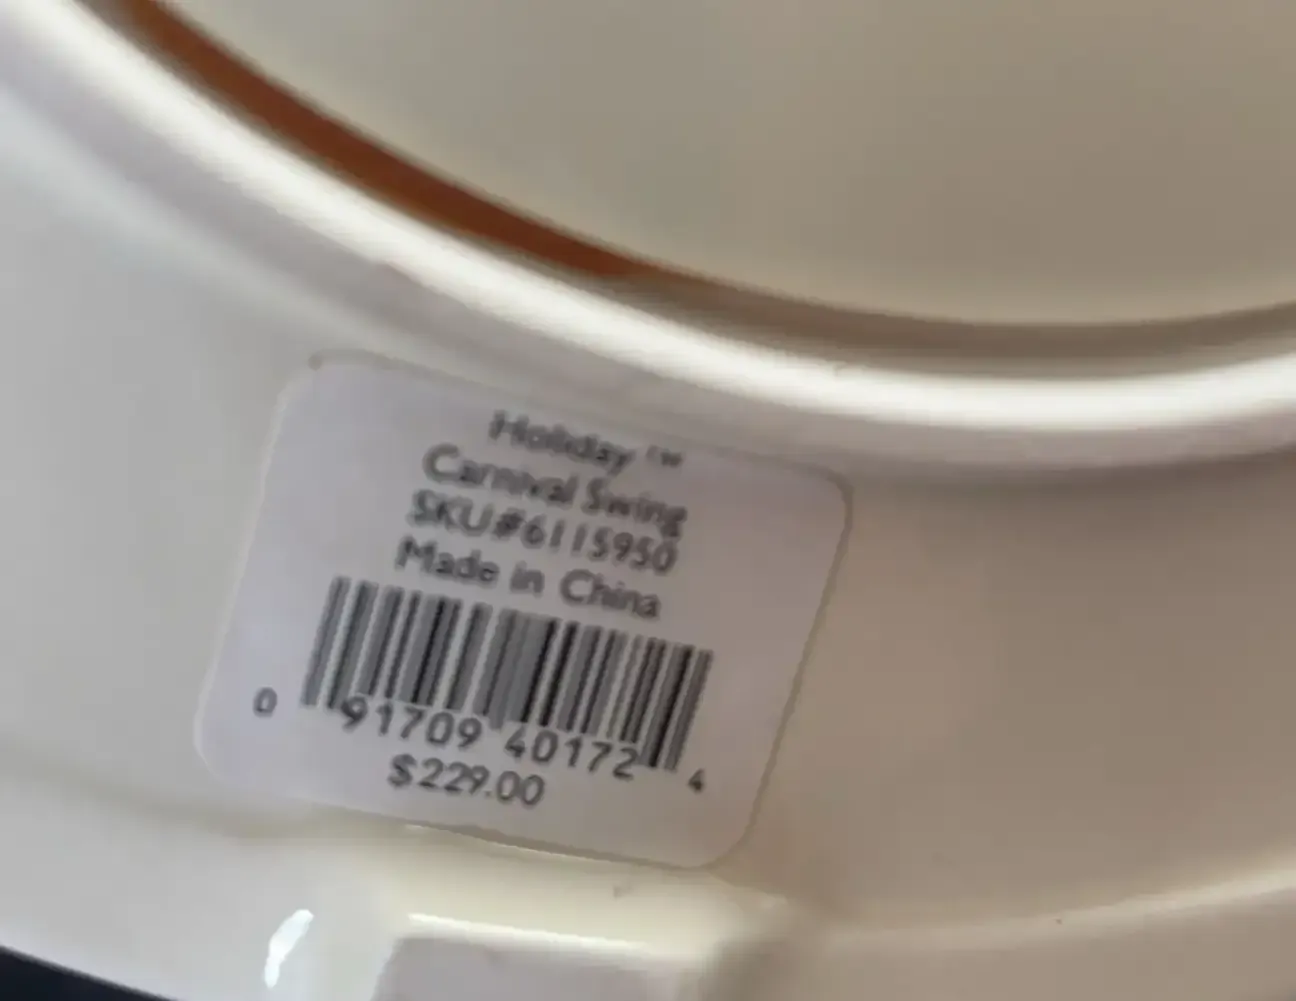 Holiday™
Carnival Swing
SKU#6115950
Made in China
0 91709 40172 4
$229.00